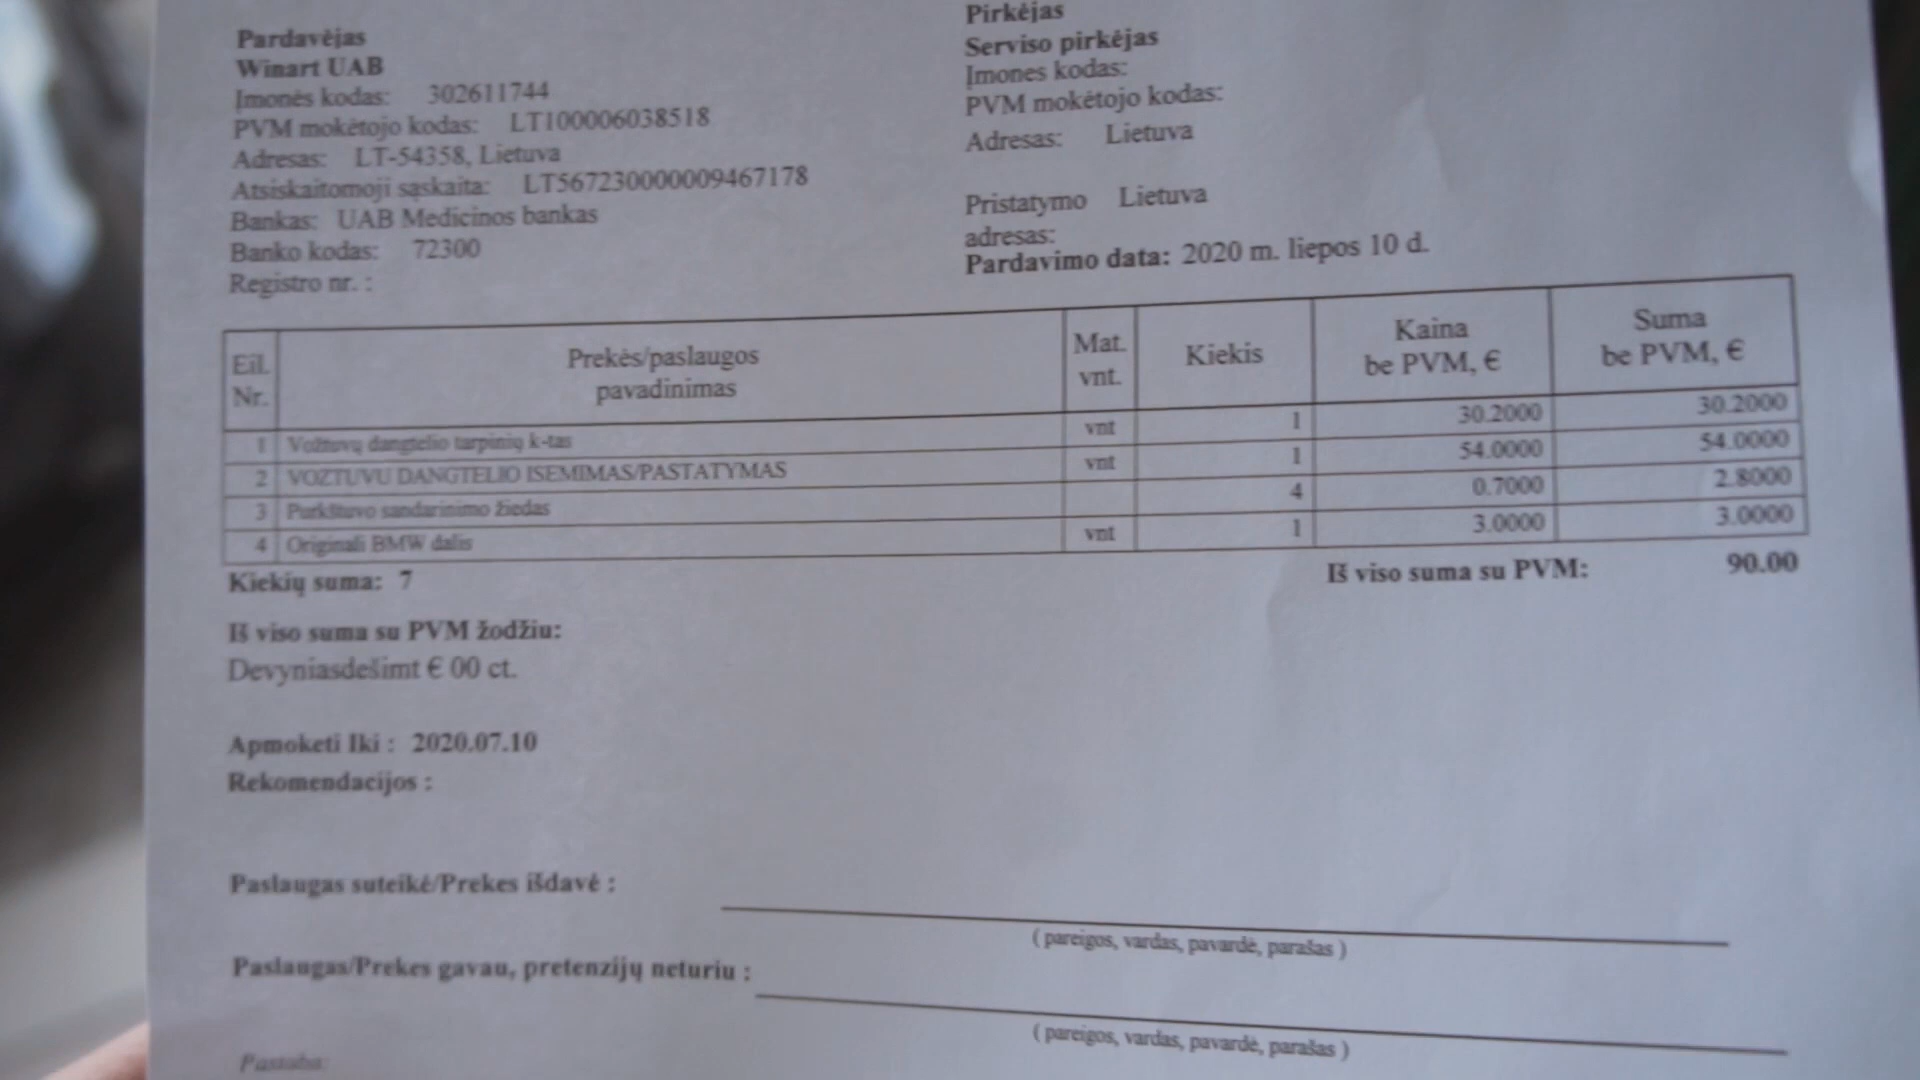 Pardavėjas
Winart UAB
Įmonės kodas: 302611744
PVM mokėtojo kodas: LT100006038518
Adresas: LT-54358, Lietuva
Atsiskaitomoji sąskaita: LT567230000009467178
Bankas: UAB Medicinos bankas
Banko kodas: 72300
Registro nr. :
Pirkėjas
Serviso pirkėjas
Įmones kodas:
PVM mokėtojo kodas:
Adresas: Lietuva
Pristatymo Lietuva
adresas:
Pardavimo data: 2020 m. liepos 10 d.
Eil. Nr. Prekės/paslaugos pavadinimas Mat. vnt. Kiekis Kaina be PVM, € Suma be PVM, €
1 Vožtuvų dangtelio tarpinių k-tas vnt 1 30.2000 30.2000
2 VOZTUVU DANGTELIO ISEMIMAS/PASTATYMAS vnt 1 54.0000 54.0000
3 Purkštuvo sandarinimo žiedas 4 0.7000 2.8000
4 Originali BMW dalis vnt 1 3.0000 3.0000
Kiekių suma: 7
Iš viso suma su PVM: 90.00
Iš viso suma su PVM žodžiu:
Devyniasdešimt € 00 ct.
Apmoketi Iki : 2020.07.10
Rekomendacijos :
Paslaugas suteikė/Prekes išdavė :
( pareigos, vardas, pavardė, parašas )
Paslaugas/Prekes gavau, pretenzijų neturiu :
( pareigos, vardas, pavardė, parašas )
Pastaba: